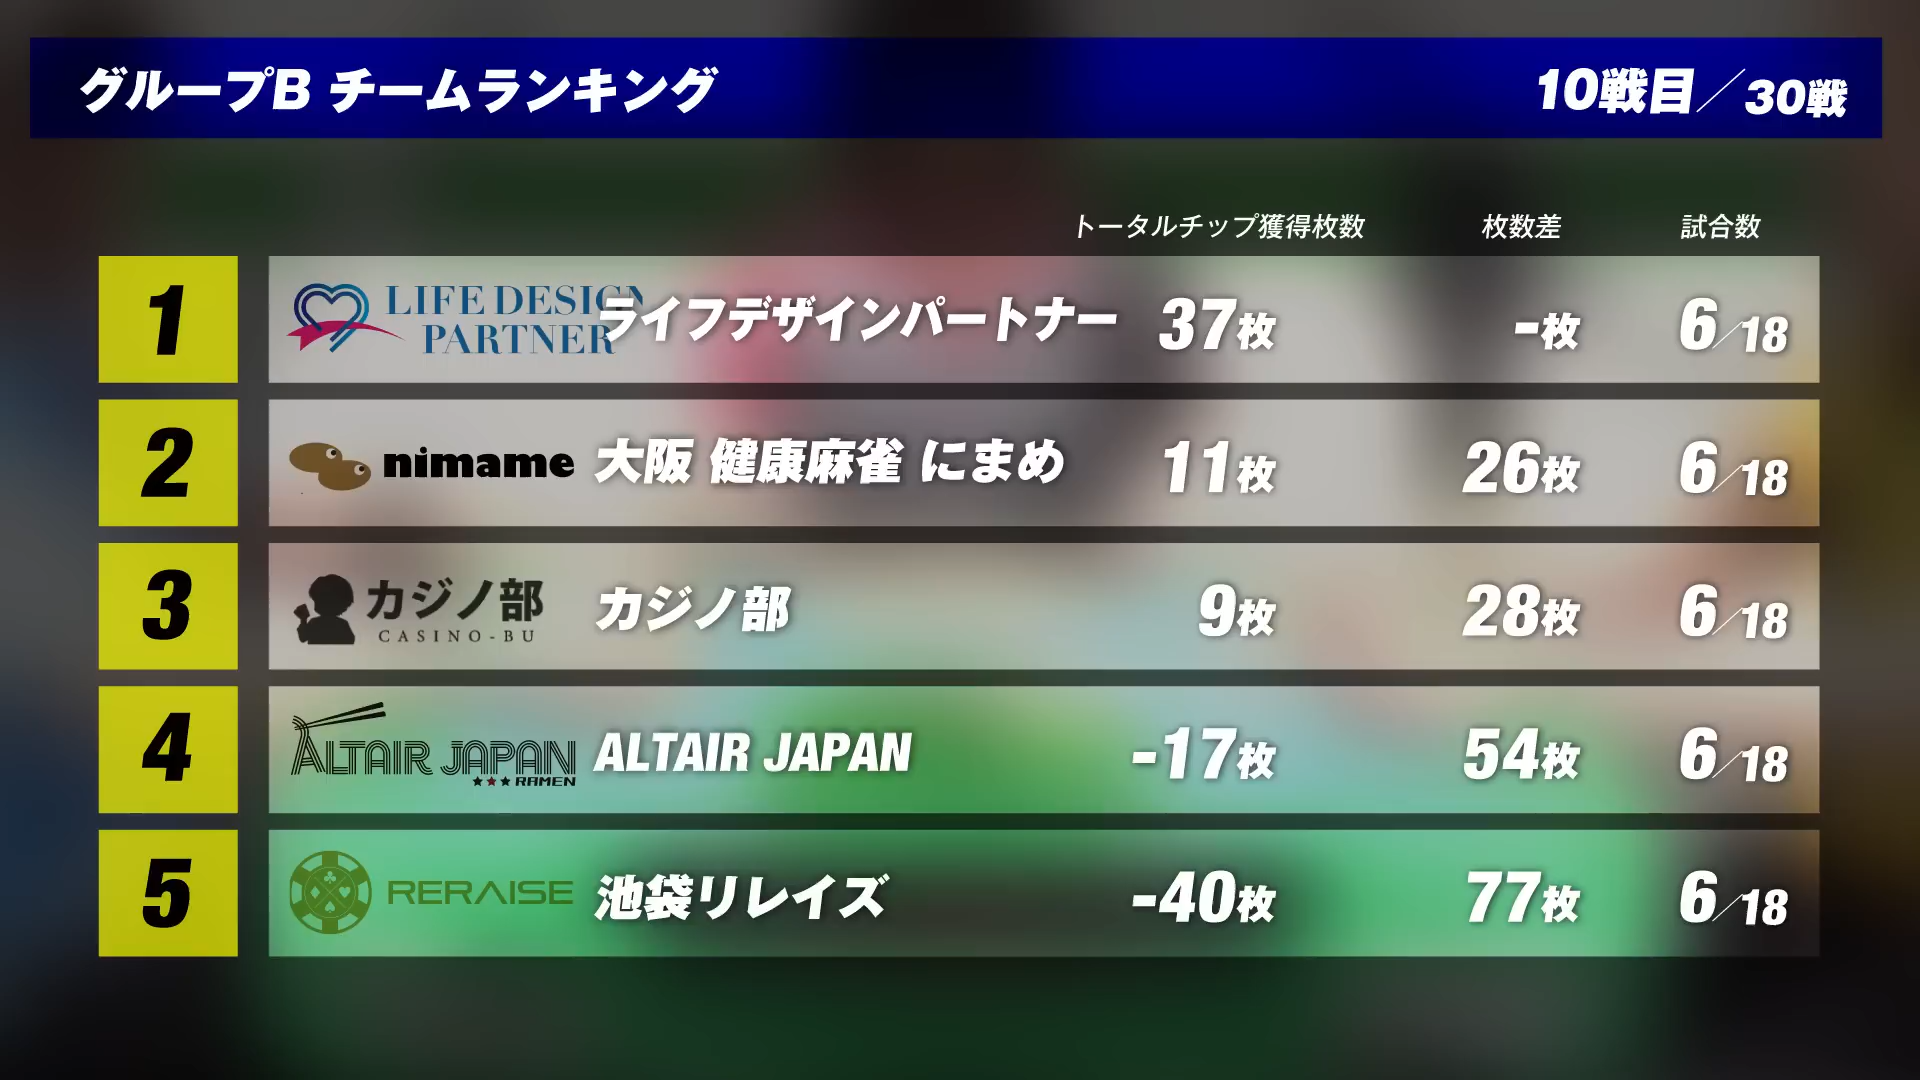 グループB チームランキング 10戦目/30戦
トータルチップ獲得枚数 枚数差 試合数
1 LIFE DESIGN PARTNER ライフデザインパートナー 37枚 -枚 6/18
2 nimame 大阪 健康麻雀 にまめ 11枚 26枚 6/18
3 カジノ部 CASINO-BU カジノ部 9枚 28枚 6/18
4 ALTAIR JAPAN ★★★RAMEN ALTAIR JAPAN -17枚 54枚 6/18
5 RERAISE 池袋リレイズ -40枚 77枚 6/18